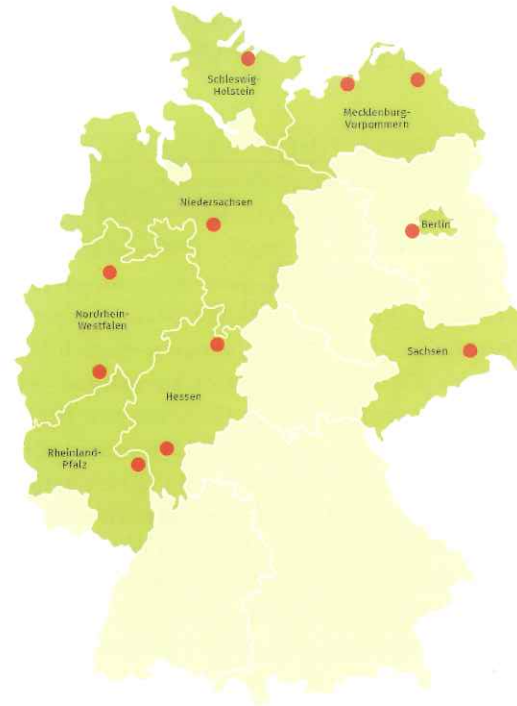 Schleswig-
Holstein
Mecklenburg-
Vorpommern
Niedersachsen
Berlin
Nordrhein-
Westfalen
Sachsen
Hessen
Rheinland-
Pfalz